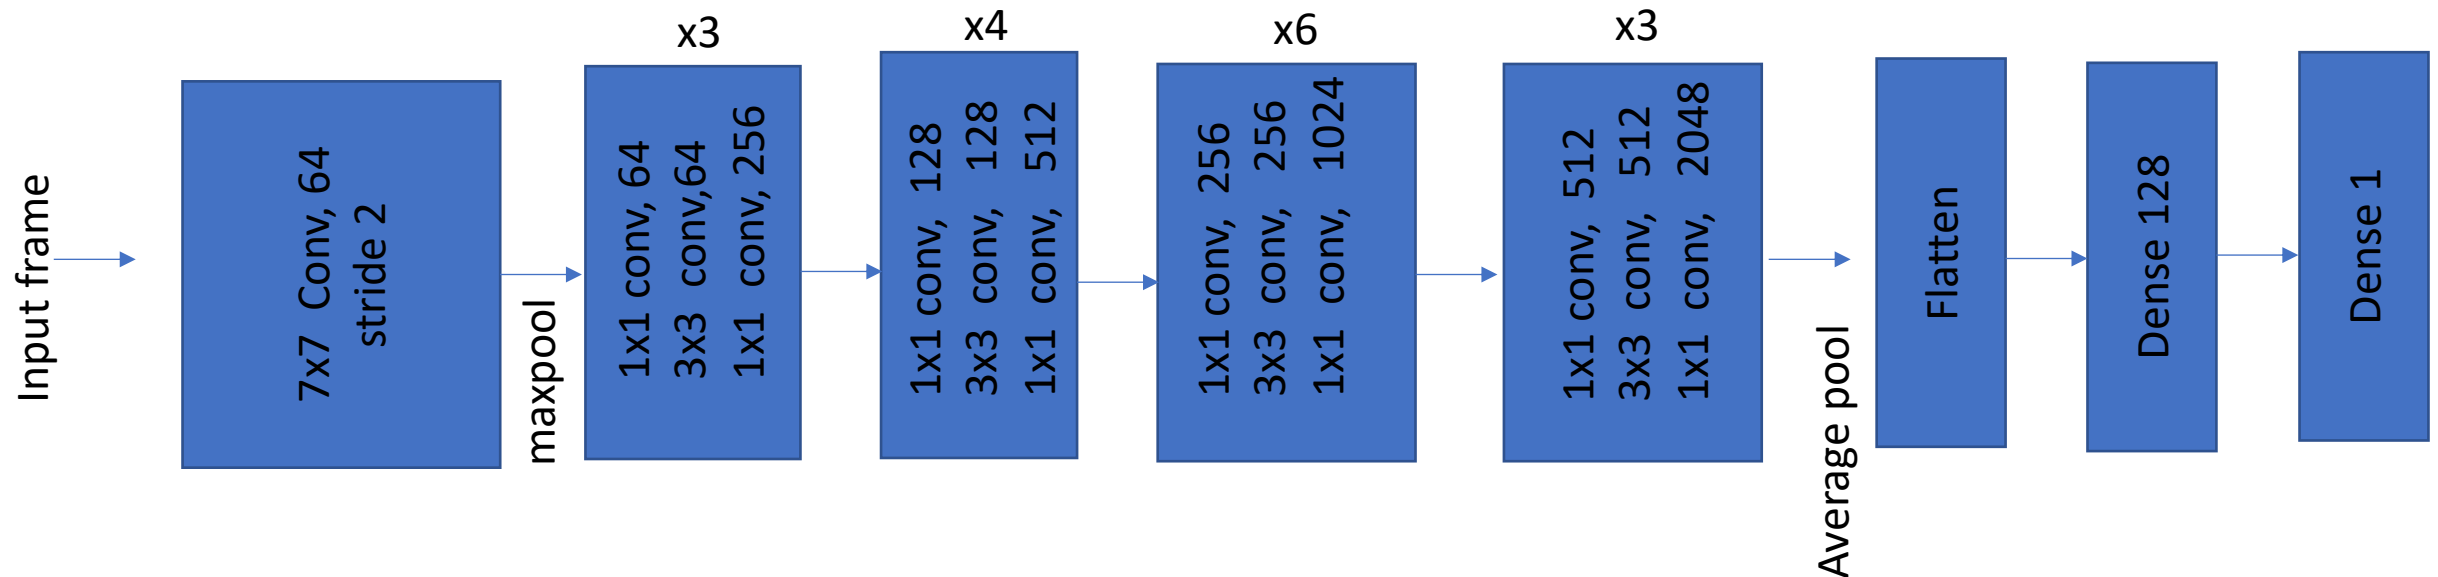 Input frame
7x7 Conv, 64
stride 2
maxpool
x3
1x1 conv, 64
3x3 conv,64
1x1 conv, 256
x4
1x1 conv, 128
3x3 conv, 128
1x1 conv, 512
x6
1x1 conv, 256
3x3 conv, 256
1x1 conv, 1024
x3
1x1 conv, 512
3x3 conv, 512
1x1 conv, 2048
Average pool
Flatten
Dense 128
Dense 1